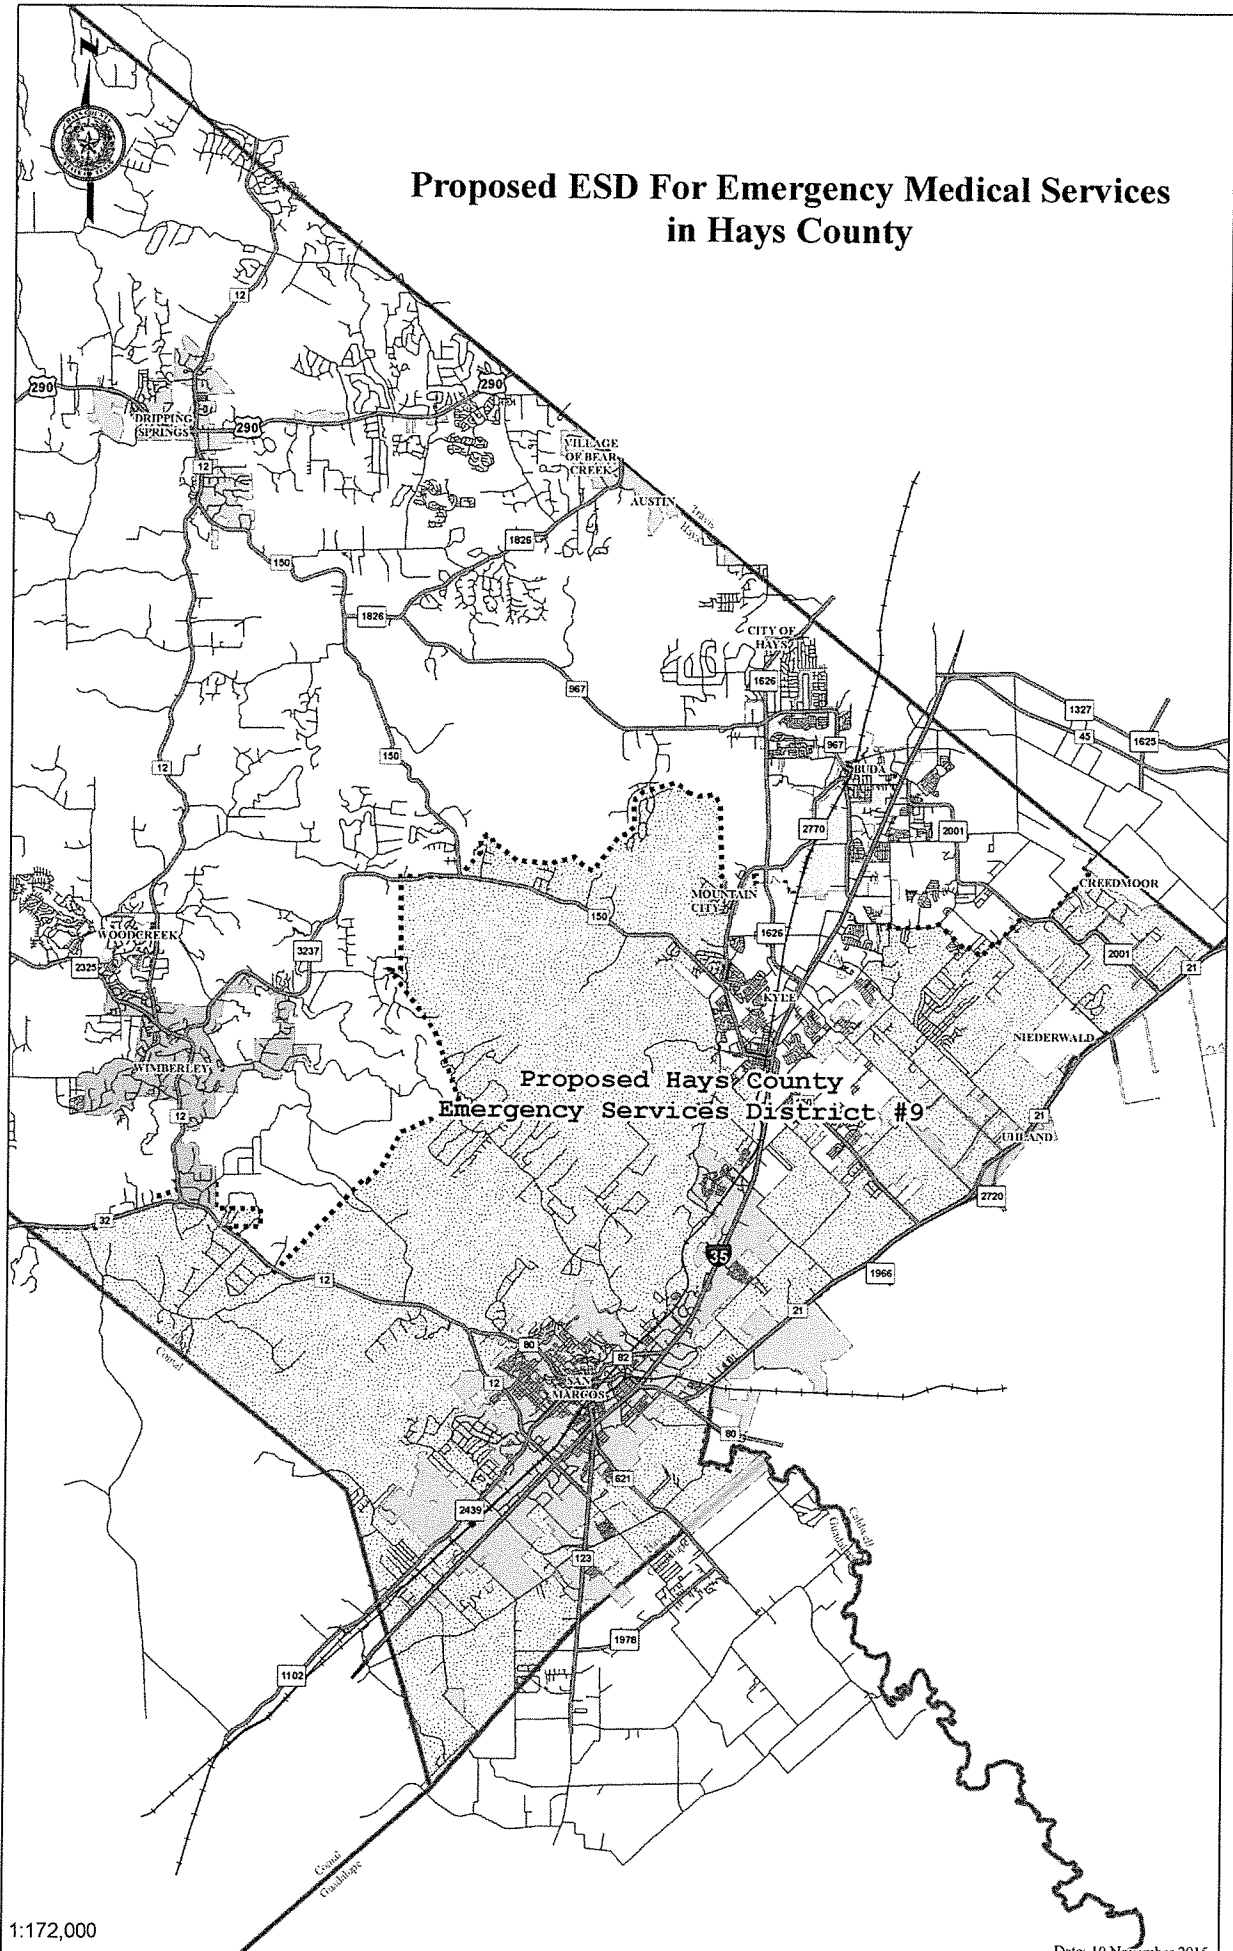 N
HAYS COUNTY
Proposed ESD For Emergency Medical Services
in Hays County
12
290
290
DRIPPING
SPRINGS
290
12
VILLAGE
OF BEAR
CREEK
AUSTIN
Travis
Hays
1826
150
1826
CITY OF
HAYS
1626
967
1327
45
1625
967
150
12
BUDA
2770
2001
CREEDMOOR
MOUNTAIN
CITY
150
1626
WOODCREEK
3237
2325
2001
21
KYLE
NIEDERWALD
WIMBERLEY
Proposed Hays County
Emergency Services District #9
12
21
UHLAND
2720
32
35
1966
12
21
Comal
80
82
12
SAN
MARCOS
80
621
2439
Caldwell
Guadalupe
123
1978
1102
Comal
Guadalupe
1:172,000